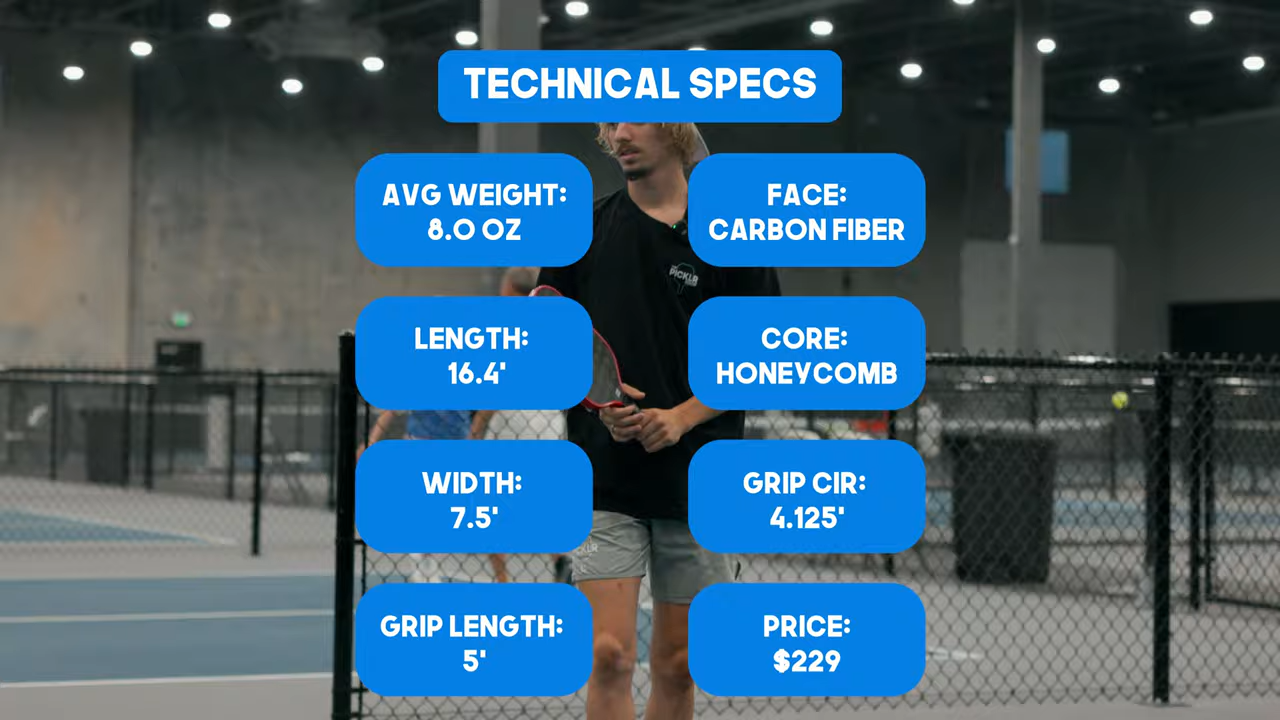 TECHNICAL SPECS
AVG WEIGHT:
8.0 OZ
FACE:
CARBON FIBER
PICKLR
LENGTH:
16.4'
CORE:
HONEYCOMB
WIDTH:
7.5'
GRIP CIR:
4.125'
GRIP LENGTH:
5'
PRICE:
$229